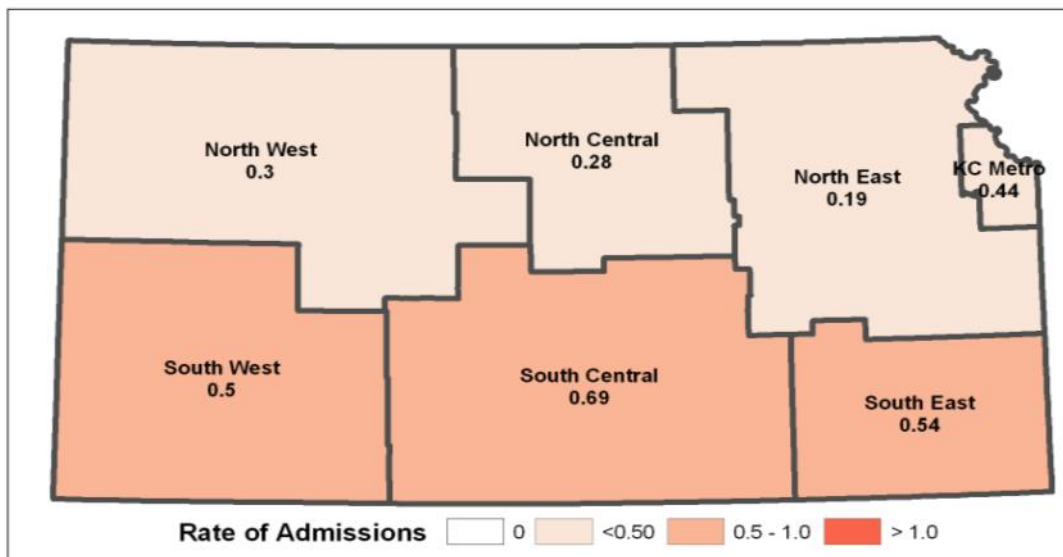 North West
0.3
North Central
0.28
North East
0.19
KC Metro
0.44
South West
0.5
South Central
0.69
South East
0.54
Rate of Admissions 0 <0.50 0.5 - 1.0 > 1.0